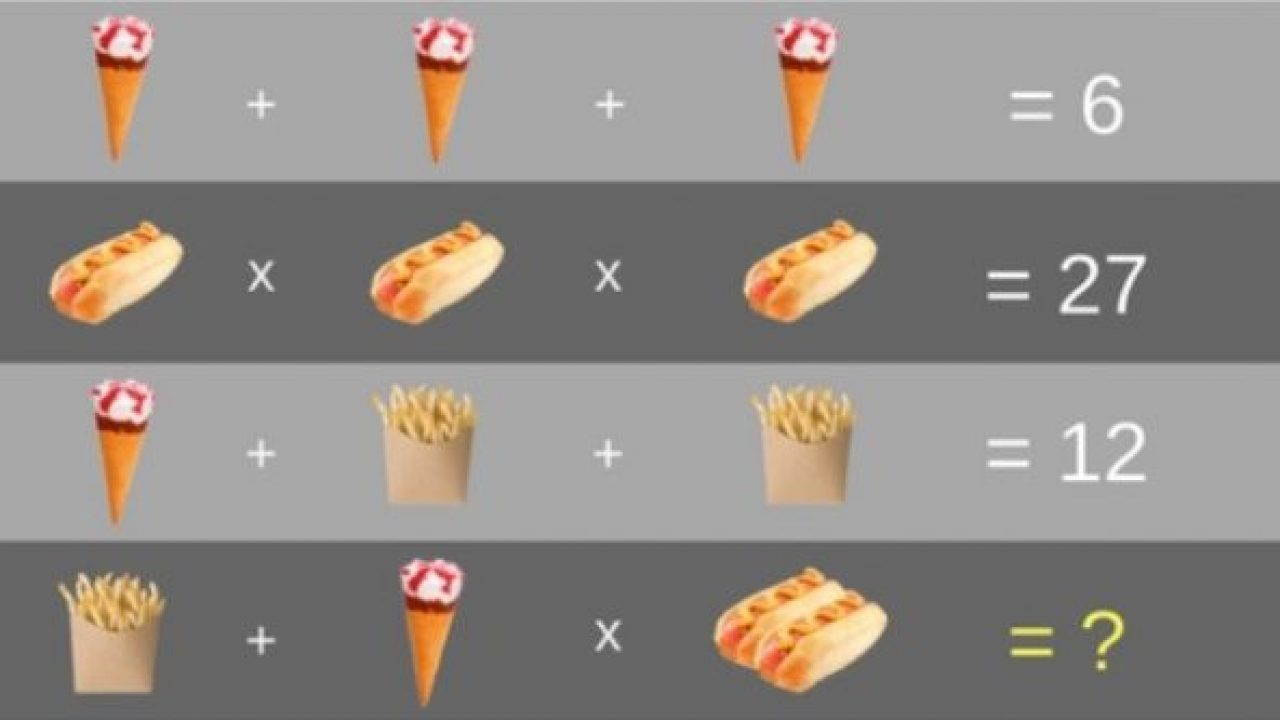 + + = 6
x x = 27
+ + = 12
+ x = ?